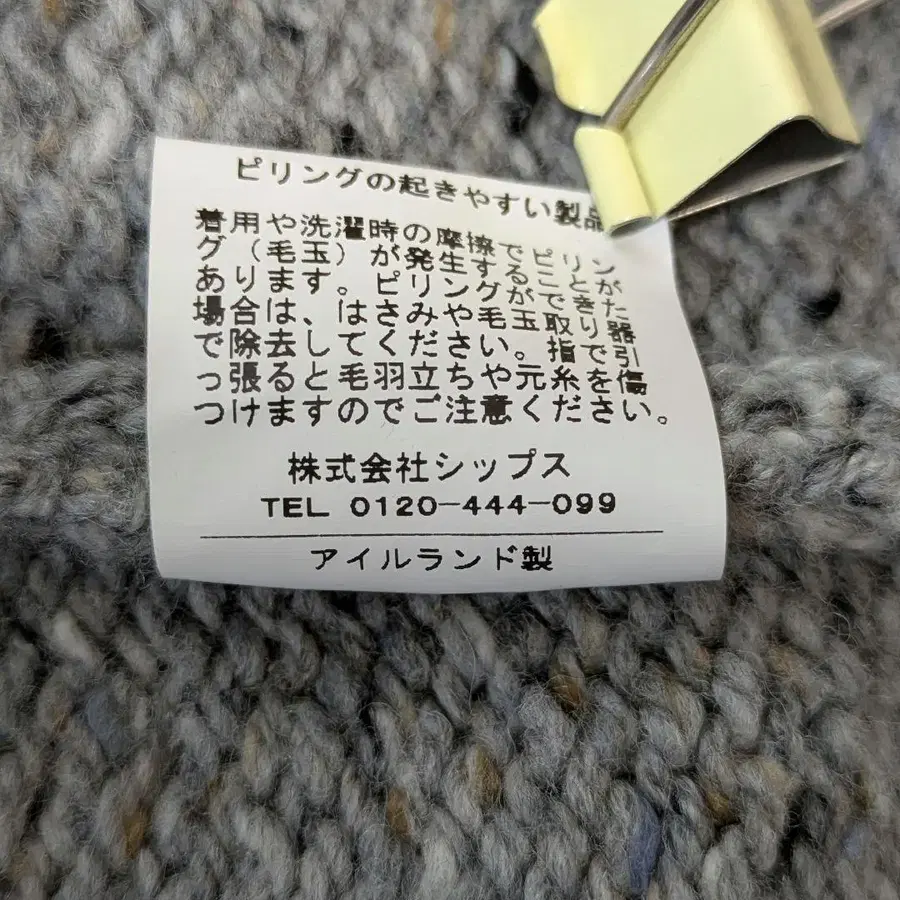 ピリングの起きやすい製品
着用や洗濯時の摩擦でピリン
グ（毛玉）が発生することが
あります。ピリングができた
場合は、はさみや毛玉取り器
で除去してください。指で引
っ張ると毛羽立ちや元糸を傷
つけますのでご注意ください。
株式会社シップス
TEL 0120-444-099
アイルランド製